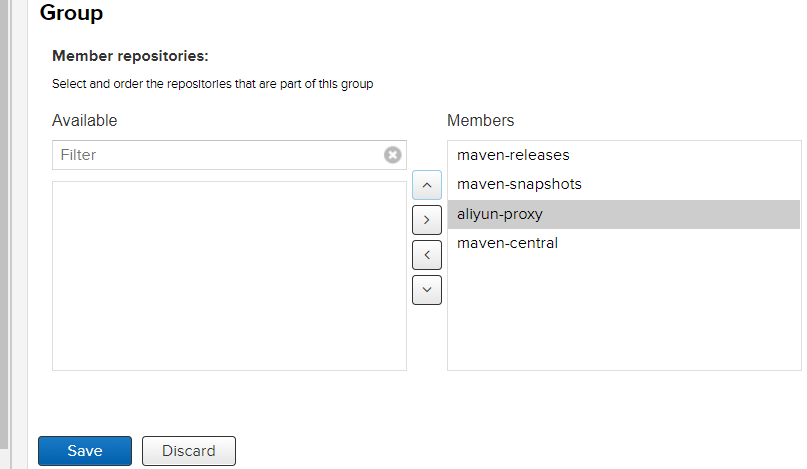 Group
Member repositories:
Select and order the repositories that are part of this group
Available
Members
Filter
maven-releases
maven-snapshots
aliyun-proxy
maven-central
Save
Discard